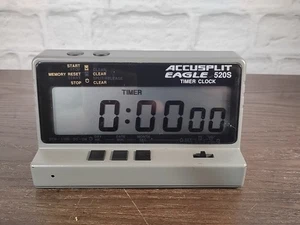 START
MEMORY RESET CLEAR
STOP CLEAR
ACCUSPLIT
EAGLE 520S
TIMER CLOCK
TIMER
0:0000